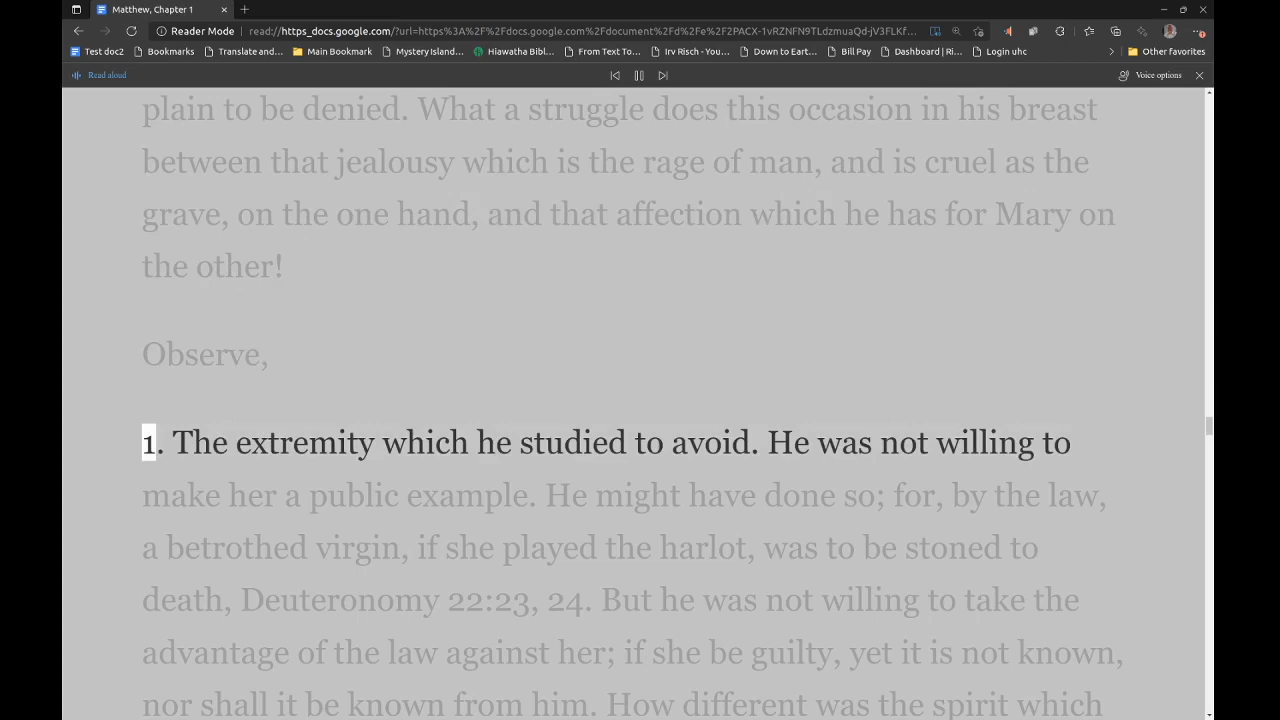 Matthew, Chapter 1
Reader Mode read://https_docs.google.com/?url=https%3A%2F%2Fdocs.google.com%2Fdocument%2Fd%2Fe%2F2PACX-1vRZNFN9TLdzmuaQd-jV3FLKf...
Test doc2 Bookmarks Translate and... Main Bookmark Mystery Island... Hiawatha Bibl... From Text To... Irv Risch - You... Down to Eart... Bill Pay Dashboard | Ri... Login uhc Other favorites
Read aloud Voice options
plain to be denied. What a struggle does this occasion in his breast
between that jealousy which is the rage of man, and is cruel as the
grave, on the one hand, and that affection which he has for Mary on
the other!
Observe,
1. The extremity which he studied to avoid. He was not willing to
make her a public example. He might have done so; for, by the law,
a betrothed virgin, if she played the harlot, was to be stoned to
death, Deuteronomy 22:23, 24. But he was not willing to take the
advantage of the law against her; if she be guilty, yet it is not known,
nor shall it be known from him. How different was the spirit which